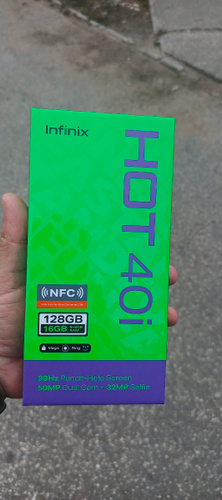 Infinix
HOT 40i
NFC
128GB
16GB
90Hz Punch-Hole Screen
50MP Dual Cam + 32MP Selfie